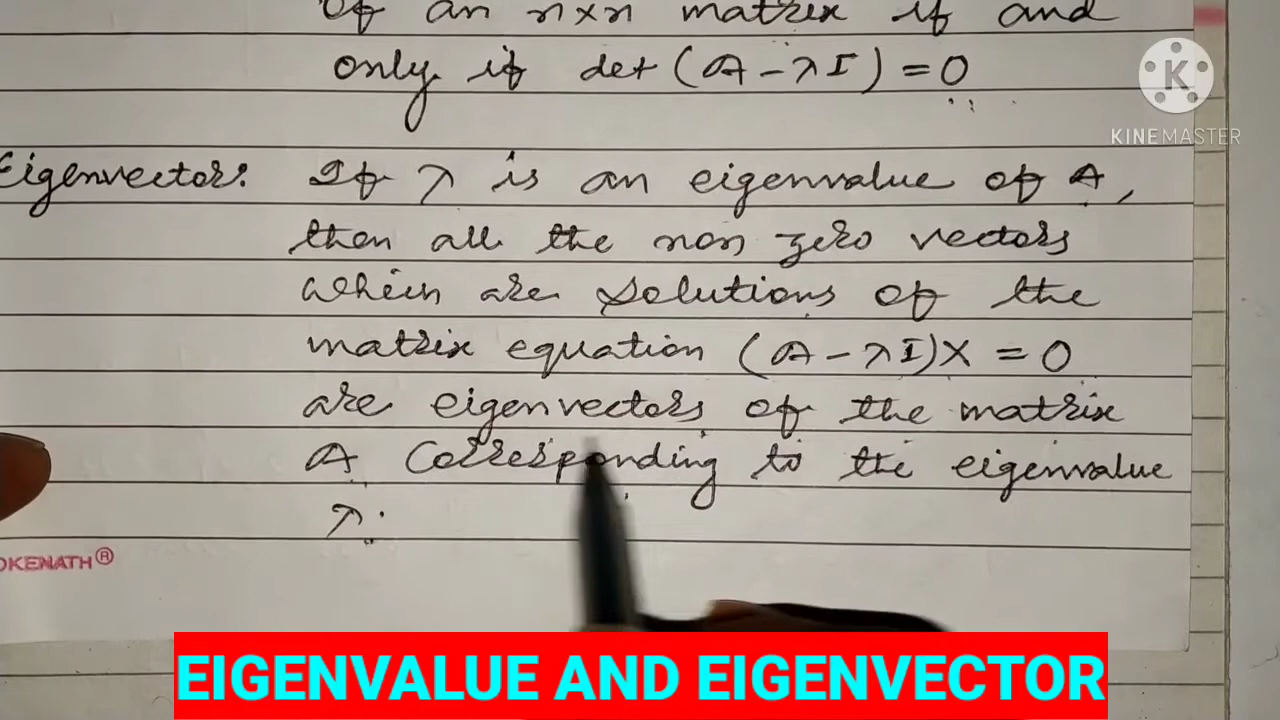 of an n×n matrix if and
only if det (A - λI) = 0
KINEMASTER
Eigenvector: If λ is an eigenvalue of A,
then all the non zero vectors
which are solutions of the
matrix equation (A - λI)X = 0
are eigenvectors of the matrix
A corresponding to the eigenvalue
λ.
OKENATH®
EIGENVALUE AND EIGENVECTOR